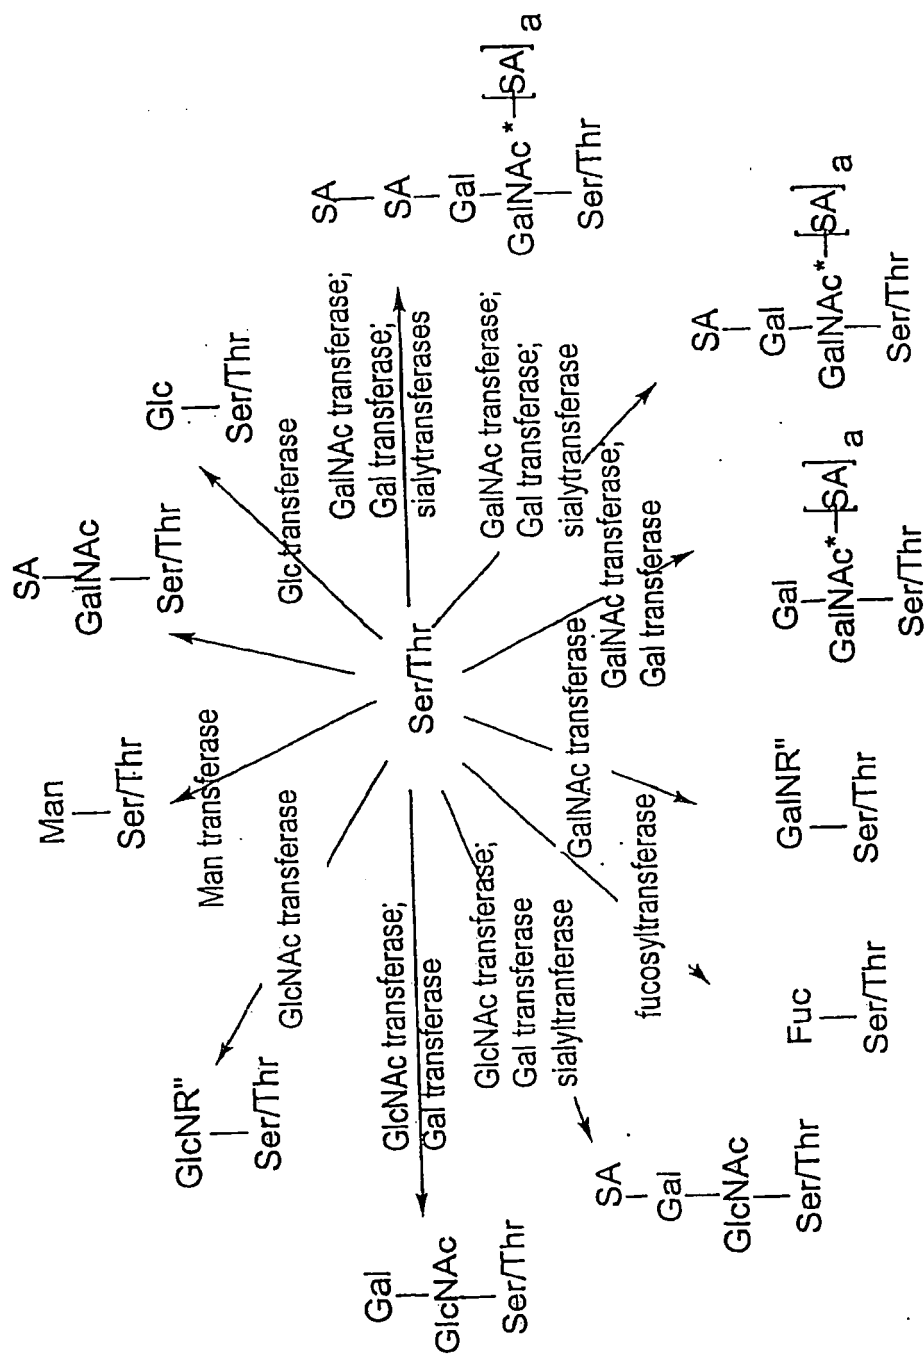 Man
Ser/Thr
SA
GalNAc
Ser/Thr
Glc
Ser/Thr
GlcNR"
Ser/Thr
Man transferase
GlcNAc transferase
Glc transferase
Gal
GlcNAc
Ser/Thr
GlcNAc transferase;
Gal transferase
Ser/Thr
GalNAc transferase;
Gal transferase;
sialytransferases
SA
SA
Gal
GalNAc*[SA]a
Ser/Thr
GlcNAc transferase;
Gal transferase
sialyltranferase
GalNAc transferase;
Gal transferase;
sialytransferase
GalNAc transferase
GalNAc transferase;
Gal transferase
fucosyltransferase
SA
Gal
GlcNAc
Ser/Thr
Fuc
Ser/Thr
GalNR"
Ser/Thr
Gal
GalNAc*[SA]a
Ser/Thr
SA
Gal
GalNAc*[SA]a
Ser/Thr